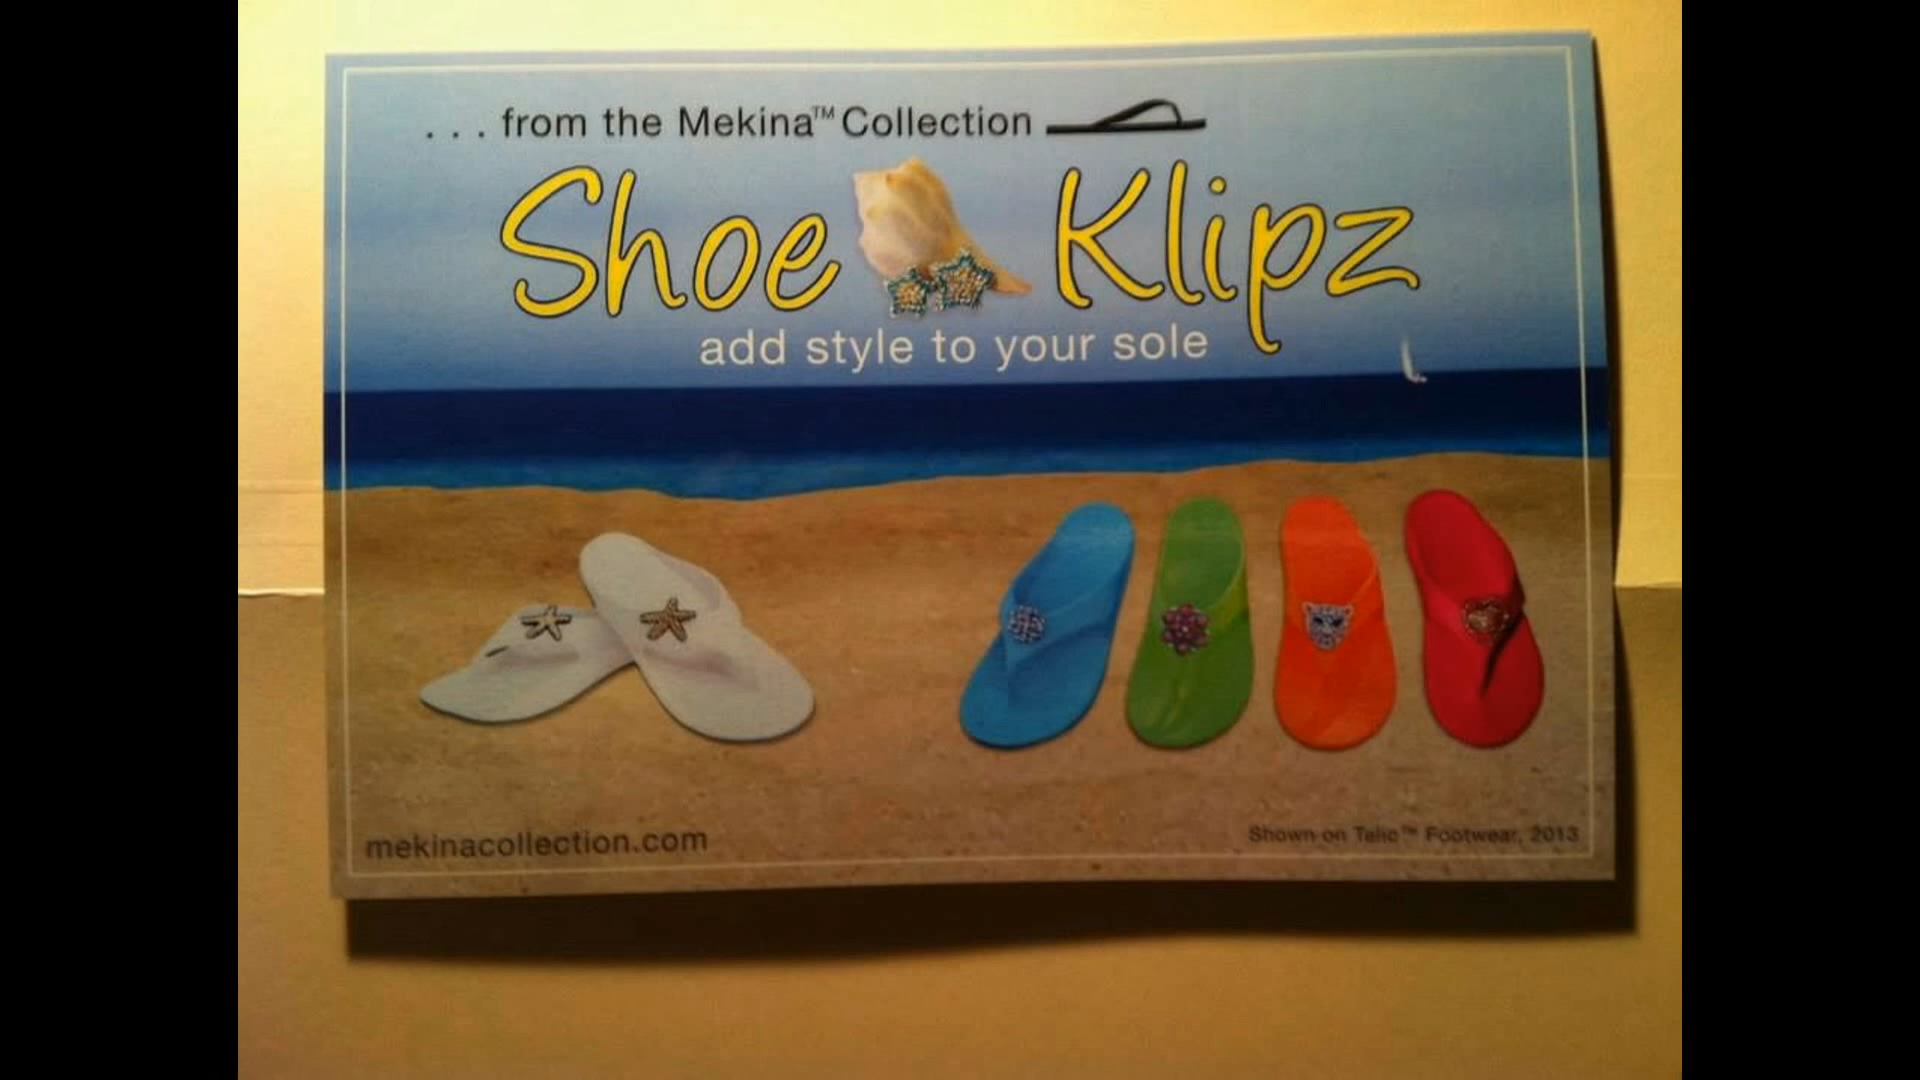 . . . from the Mekina™ Collection
Shoe Klipz
add style to your sole
mekinacollection.com
Shown on Telic™ Footwear, 2013